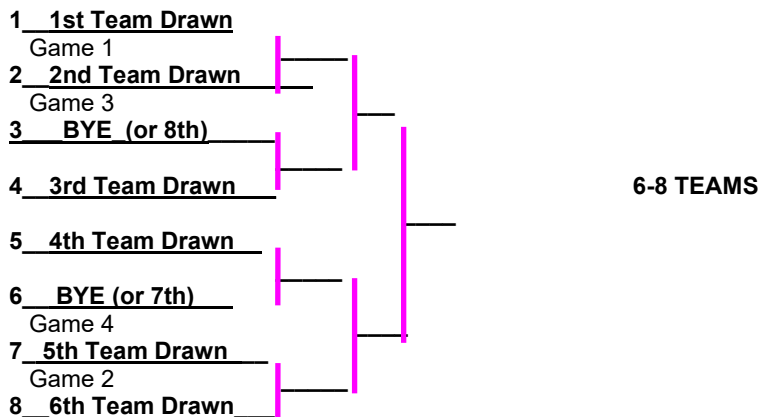 1__1st Team Drawn
Game 1
2__2nd Team Drawn
Game 3
3___BYE_(or 8th)
4__3rd Team Drawn
6-8 TEAMS
5__4th Team Drawn
6__BYE (or 7th)
Game 4
7_5th Team Drawn
Game 2
8__6th Team Drawn